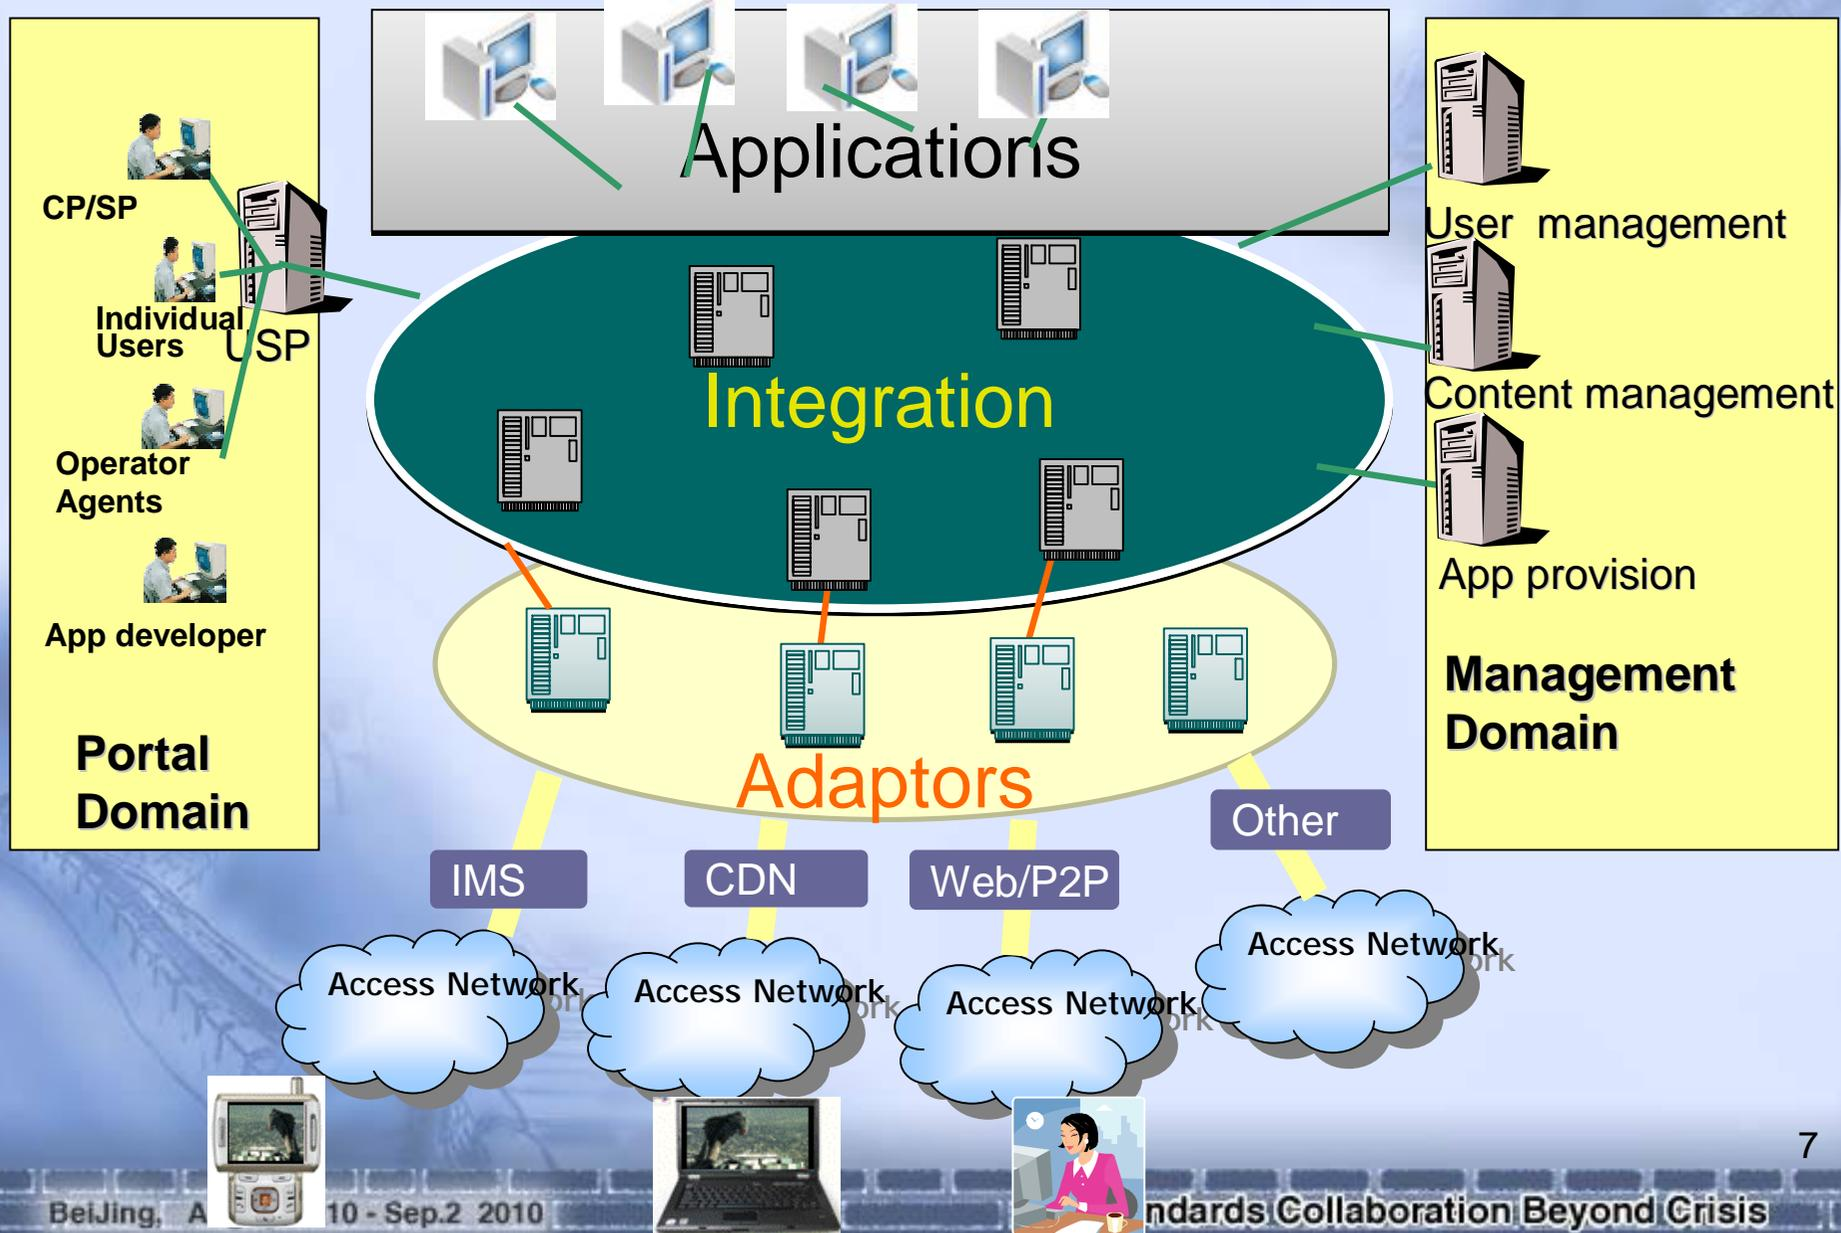 Applications
CP/SP
Individual
Users
USP
Operator
Agents
App developer
Portal
Domain
Integration
Adaptors
User  management
Content management
App provision
Management
Domain
IMS
CDN
Web/P2P
Other
Access Network
Access Network
Access Network
Access Network
7
BeiJing, 10 - Sep.2 2010
Collaboration Beyond Crisis